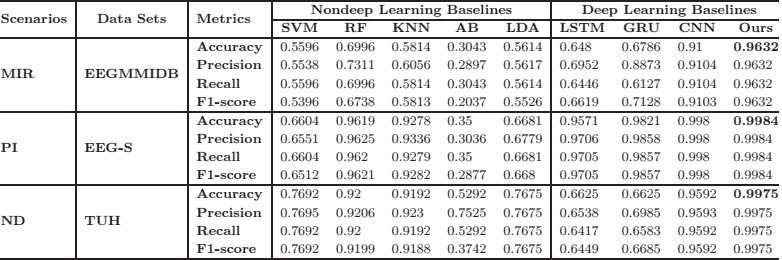 Scenarios Data Sets Metrics Nondeep Learning Baselines Deep Learning Baselines
SVM RF KNN AB LDA LSTM GRU CNN Ours
MIR EEGMMIDB Accuracy 0.5596 0.6996 0.5814 0.3043 0.5614 0.648 0.6786 0.91 0.9632
Precision 0.5538 0.7311 0.6056 0.2897 0.5617 0.6952 0.8873 0.9104 0.9632
Recall 0.5596 0.6996 0.5814 0.3043 0.5614 0.6446 0.6127 0.9104 0.9632
F1-score 0.5396 0.6738 0.5813 0.2037 0.5526 0.6619 0.7128 0.9103 0.9632
PI EEG-S Accuracy 0.6604 0.9619 0.9278 0.35 0.6681 0.9571 0.9821 0.998 0.9984
Precision 0.6551 0.9625 0.9336 0.3036 0.6779 0.9706 0.9858 0.998 0.9984
Recall 0.6604 0.962 0.9279 0.35 0.6681 0.9705 0.9857 0.998 0.9984
F1-score 0.6512 0.9621 0.9282 0.2877 0.668 0.9705 0.9857 0.998 0.9984
ND TUH Accuracy 0.7692 0.92 0.9192 0.5292 0.7675 0.6625 0.6625 0.9592 0.9975
Precision 0.7695 0.9206 0.923 0.7525 0.7675 0.6538 0.6985 0.9593 0.9975
Recall 0.7692 0.92 0.9192 0.5292 0.7675 0.6417 0.6583 0.9592 0.9975
F1-score 0.7692 0.9199 0.9188 0.3742 0.7675 0.6449 0.6685 0.9592 0.9975